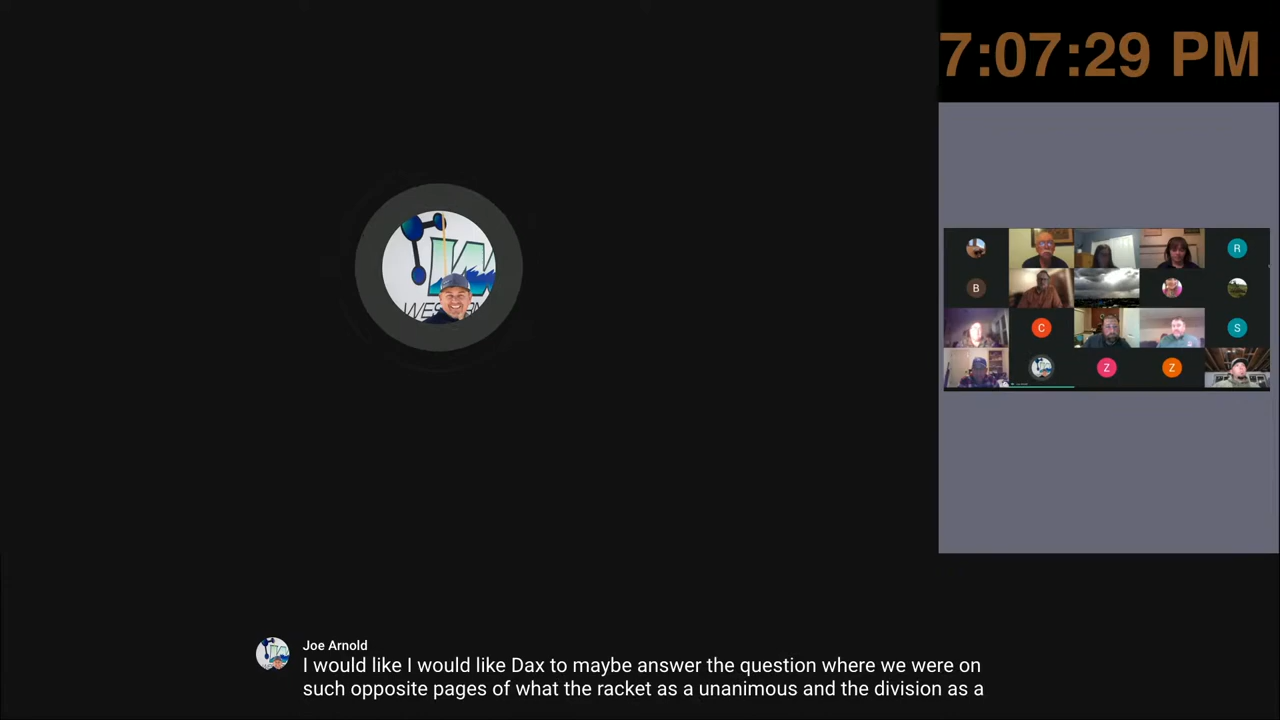 7:07:29 PM
WES
R
B
C
S
Z
Z
Joe Arnold
I would like I would like Dax to maybe answer the question where we were on
such opposite pages of what the racket as a unanimous and the division as a